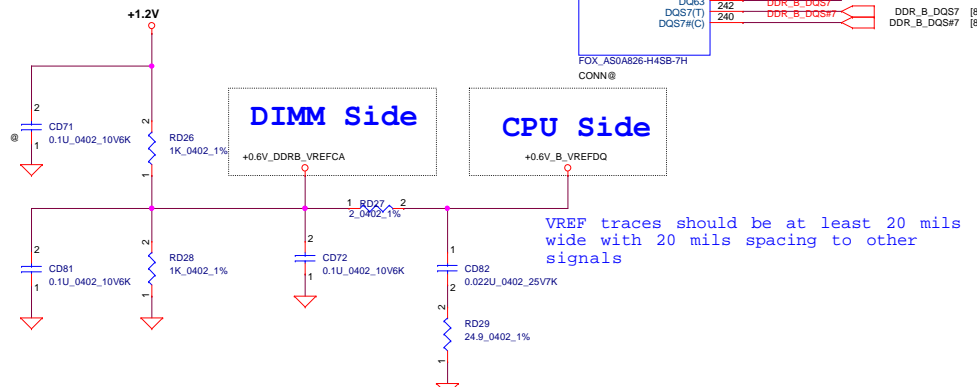 +1.2V
DQ63
DQS7(T)
DQS7#(C)
242
240
DDR_B_DQS7
DDR_B_DQS#7
DDR_B_DQS7 [8
DDR_B_DQS#7 [8
FOX_AS0A826-H4SB-7H
CONN@
2
CD71
@
0.1U_0402_10V6K
1
2
RD26
1K_0402_1%
1
DIMM Side
+0.6V_DDRB_VREFCA
CPU Side
+0.6V_B_VREFDQ
1 RD27 2
2_0402_1%
VREF traces should be at least 20 mils
wide with 20 mils spacing to other
signals
2
CD81
0.1U_0402_10V6K
1
2
RD28
1K_0402_1%
1
2
CD72
0.1U_0402_10V6K
1
1
CD82
0.022U_0402_25V7K
2
2
RD29
24.9_0402_1%
1